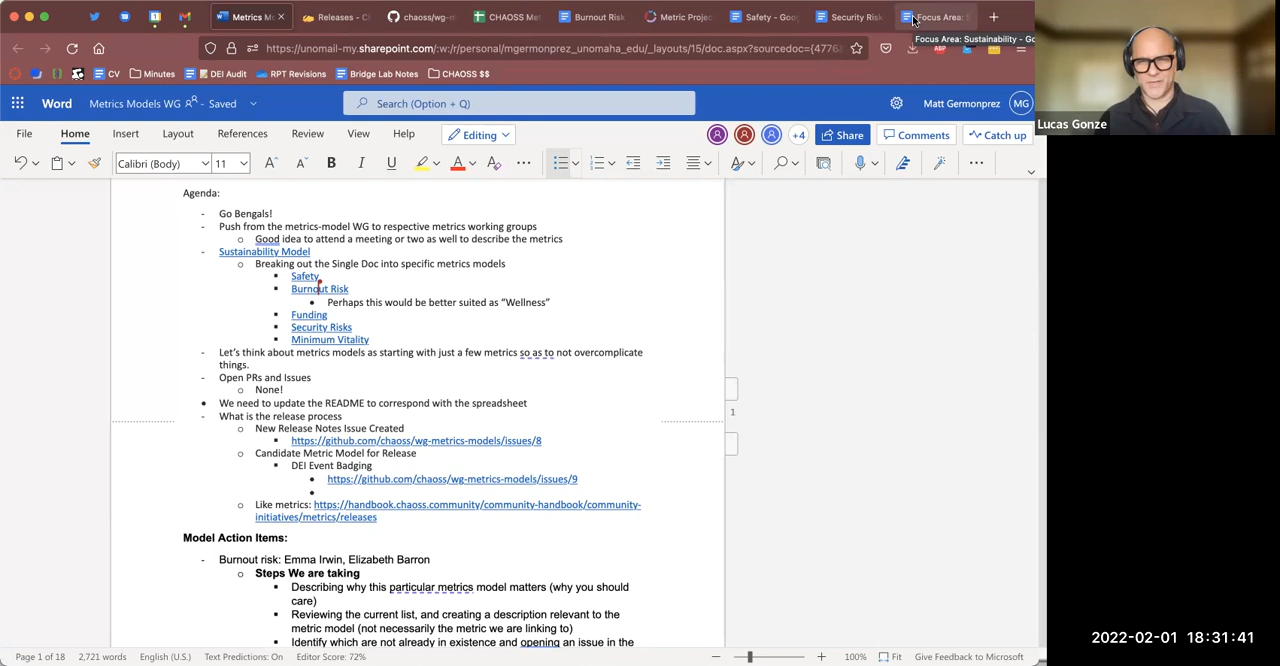 Metrics Mo
Releases - C
chaoss/wg-m
CHAOSS Met
Burnout Risk
Metric Projec
Safety - Goog
Security Risk
Focus Area: S
https://unomail-my.sharepoint.com/:w:/r/personal/mgermonprez_unomaha_edu/_layouts/15/doc.aspx?sourcedoc={4776
Focus Area: Sustainability - Go
CV
Minutes
DEI Audit
RPT Revisions
Bridge Lab Notes
CHAOSS $$
Word
Metrics Models WG
- Saved
Search (Option + Q)
Matt Germonprez
MG
Lucas Gonze
File
Home
Insert
Layout
References
Review
View
Help
Editing
+4
Share
Comments
Catch up
Calibri (Body)
11
Agenda:
- Go Bengals!
- Push from the metrics-model WG to respective metrics working groups
o Good idea to attend a meeting or two as well to describe the metrics
- Sustainability Model
o Breaking out the Single Doc into specific metrics models
▪ Safety
▪ Burnout Risk
• Perhaps this would be better suited as “Wellness”
▪ Funding
▪ Security Risks
▪ Minimum Vitality
- Let’s think about metrics models as starting with just a few metrics so as to not overcomplicate
things.
- Open PRs and Issues
o None!
• We need to update the README to correspond with the spreadsheet
- What is the release process
o New Release Notes Issue Created
▪ https://github.com/chaoss/wg-metrics-models/issues/8
o Candidate Metric Model for Release
▪ DEI Event Badging
• https://github.com/chaoss/wg-metrics-models/issues/9
•
o Like metrics: https://handbook.chaoss.community/community-handbook/community-
initiatives/metrics/releases
1
Model Action Items:
- Burnout risk: Emma Irwin, Elizabeth Barron
o Steps We are taking
▪ Describing why this particular metrics model matters (why you should
care)
▪ Reviewing the current list, and creating a description relevant to the
metric model (not necessarily the metric we are linking to)
▪ Identify which are not already in existence and opening an issue in the
2022-02-01 18:31:41
Page 1 of 18
2,721 words
English (U.S.)
Text Predictions: On
Editor Score: 72%
100%
Fit
Give Feedback to Microsoft